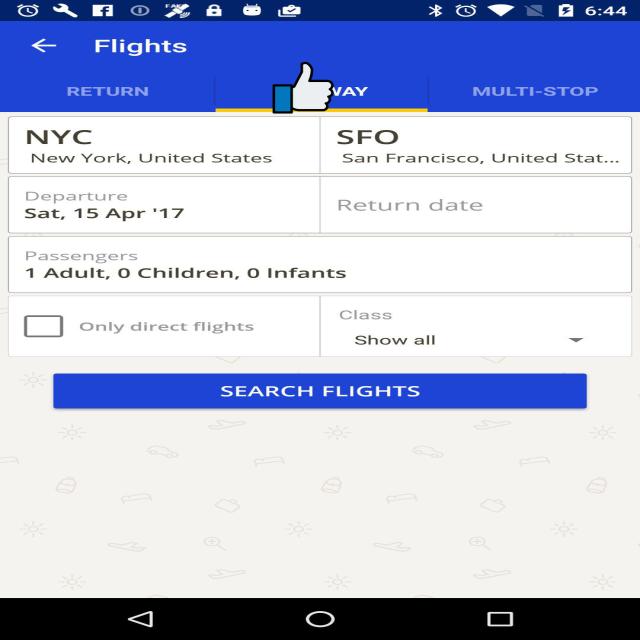 6:44
Flights
RETURN WAY MULTI-STOP
NYC
New York, United States
SFO
San Francisco, United Stat...
Departure
Sat, 15 Apr '17
Return date
Passengers
1 Adult, 0 Children, 0 Infants
Only direct flights
Class
Show all
SEARCH FLIGHTS